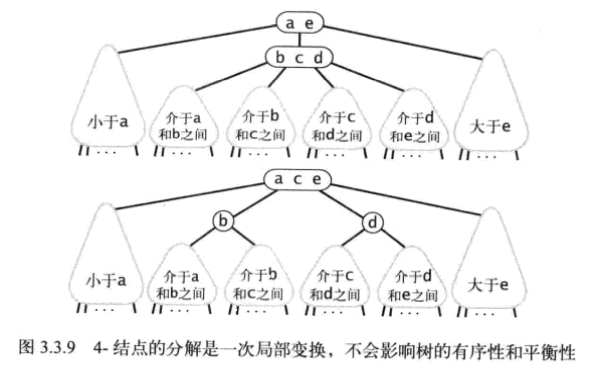 a e
b c d
小于a
介于a
和b之间
介于b
和c之间
介于c
和d之间
介于d
和e之间
大于e
...
...
...
...
...
...
a c e
b
d
小于a
介于a
和b之间
介于b
和c之间
介于c
和d之间
介于d
和e之间
大于e
...
...
...
...
...
...
图 3.3.9 4- 结点的分解是一次局部变换，不会影响树的有序性和平衡性